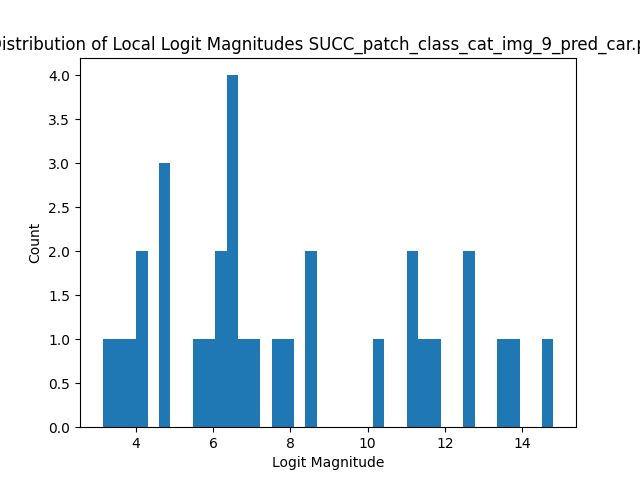 istribution of Local Logit Magnitudes SUCC_patch_class_cat_img_9_pred_car.p
4.0
3.5
3.0
2.5
2.0
1.5
1.0
0.5
0.0
Count
4 6 8 10 12 14
Logit Magnitude